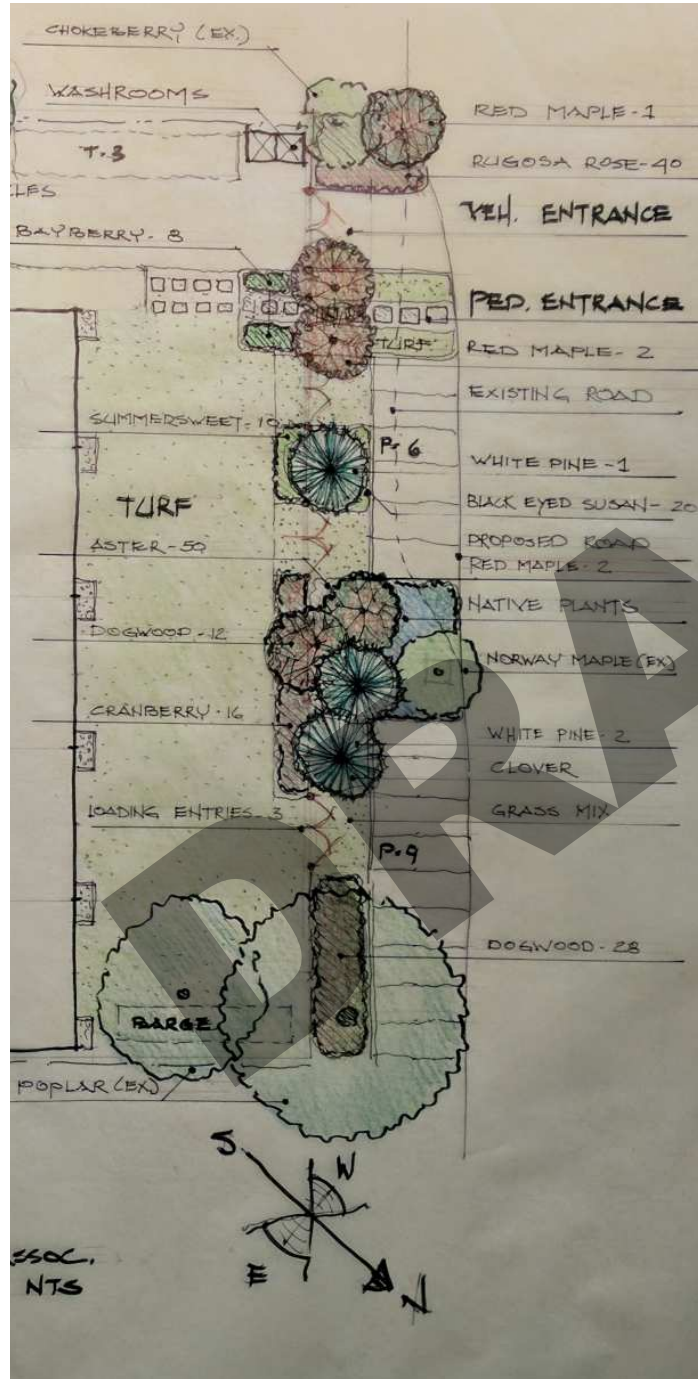 CHOKEBERRY (EX.)
WASHROOMS
RED MAPLE-1
T.3
RUGOSA ROSE-40
CLES
VEH. ENTRANCE
BAYBERRY-8
PED. ENTRANCE
TURF
RED MAPLE-2
EXISTING ROAD
SUMMERSWEET-10
P-6
WHITE PINE-1
TURF
BLACK EYED SUSAN-20
ASTER-50
PROPOSED ROAD
RED MAPLE-2
NATIVE PLANTS
DOGWOOD-12
NORWAY MAPLE(EX)
CRANBERRY-16
WHITE PINE-2
CLOVER
LOADING ENTRIES-3
GRASS MIX
P-9
DOGWOOD-28
BARGE
POPLAR (EX)
S
W
E
N
ASSOC.
NTS
DRA